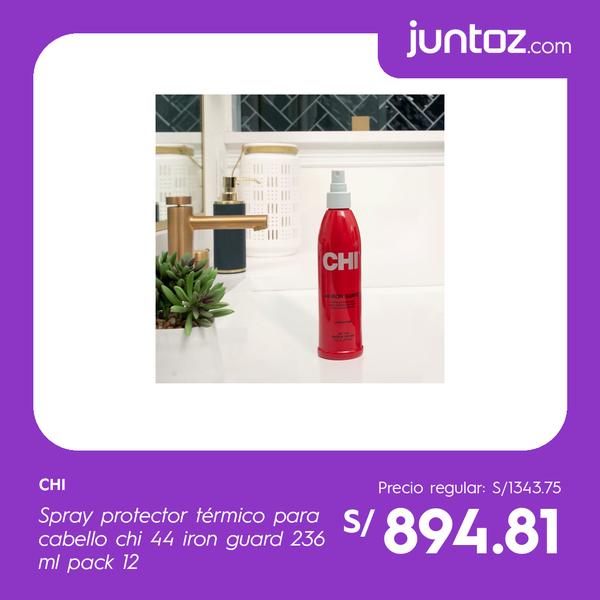 juntoz.com
CHI
CHI
Precio regular: S/1343.75
Spray protector térmico para
cabello chi 44 iron guard 236
ml pack 12
S/ 894.81